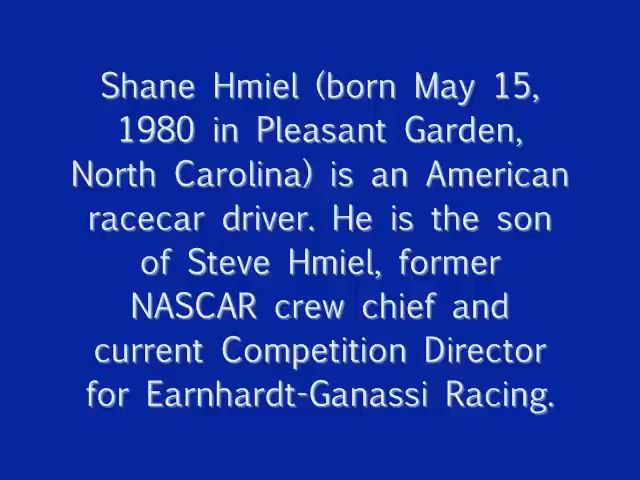 Shane Hmiel (born May 15,
1980 in Pleasant Garden,
North Carolina) is an American
racecar driver. He is the son
of Steve Hmiel, former
NASCAR crew chief and
current Competition Director
for Earnhardt-Ganassi Racing.